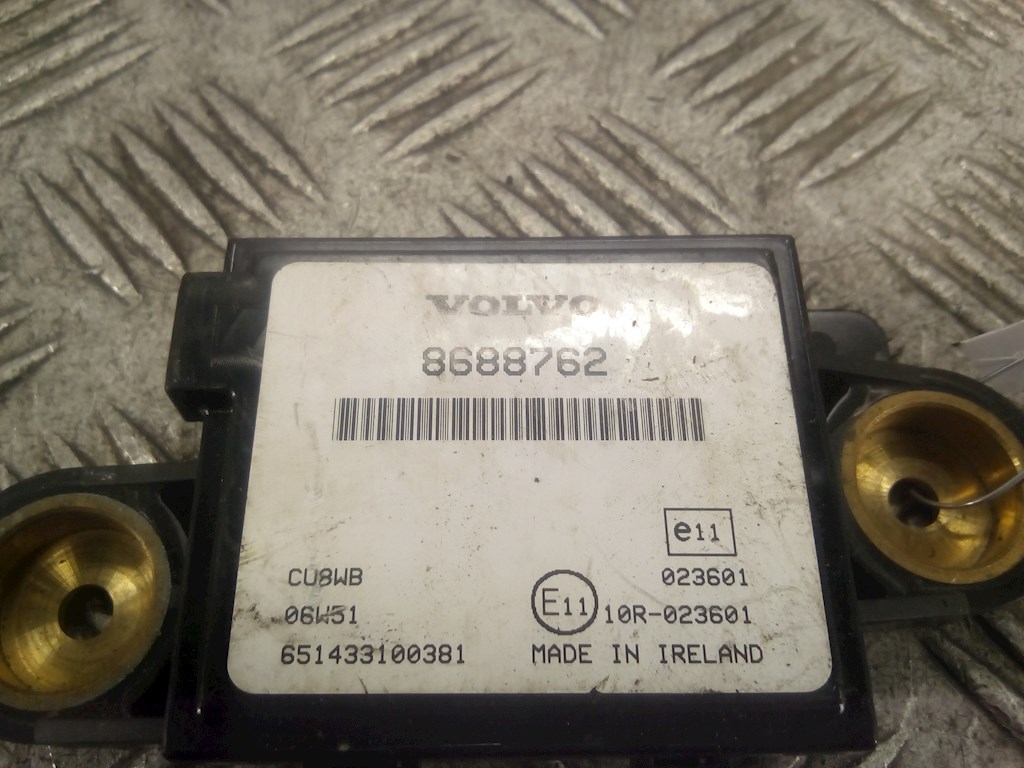 VOLVO
8688762
e11
CU8WB
023601
06W51
E11 10R-023601
651433100381
MADE IN IRELAND